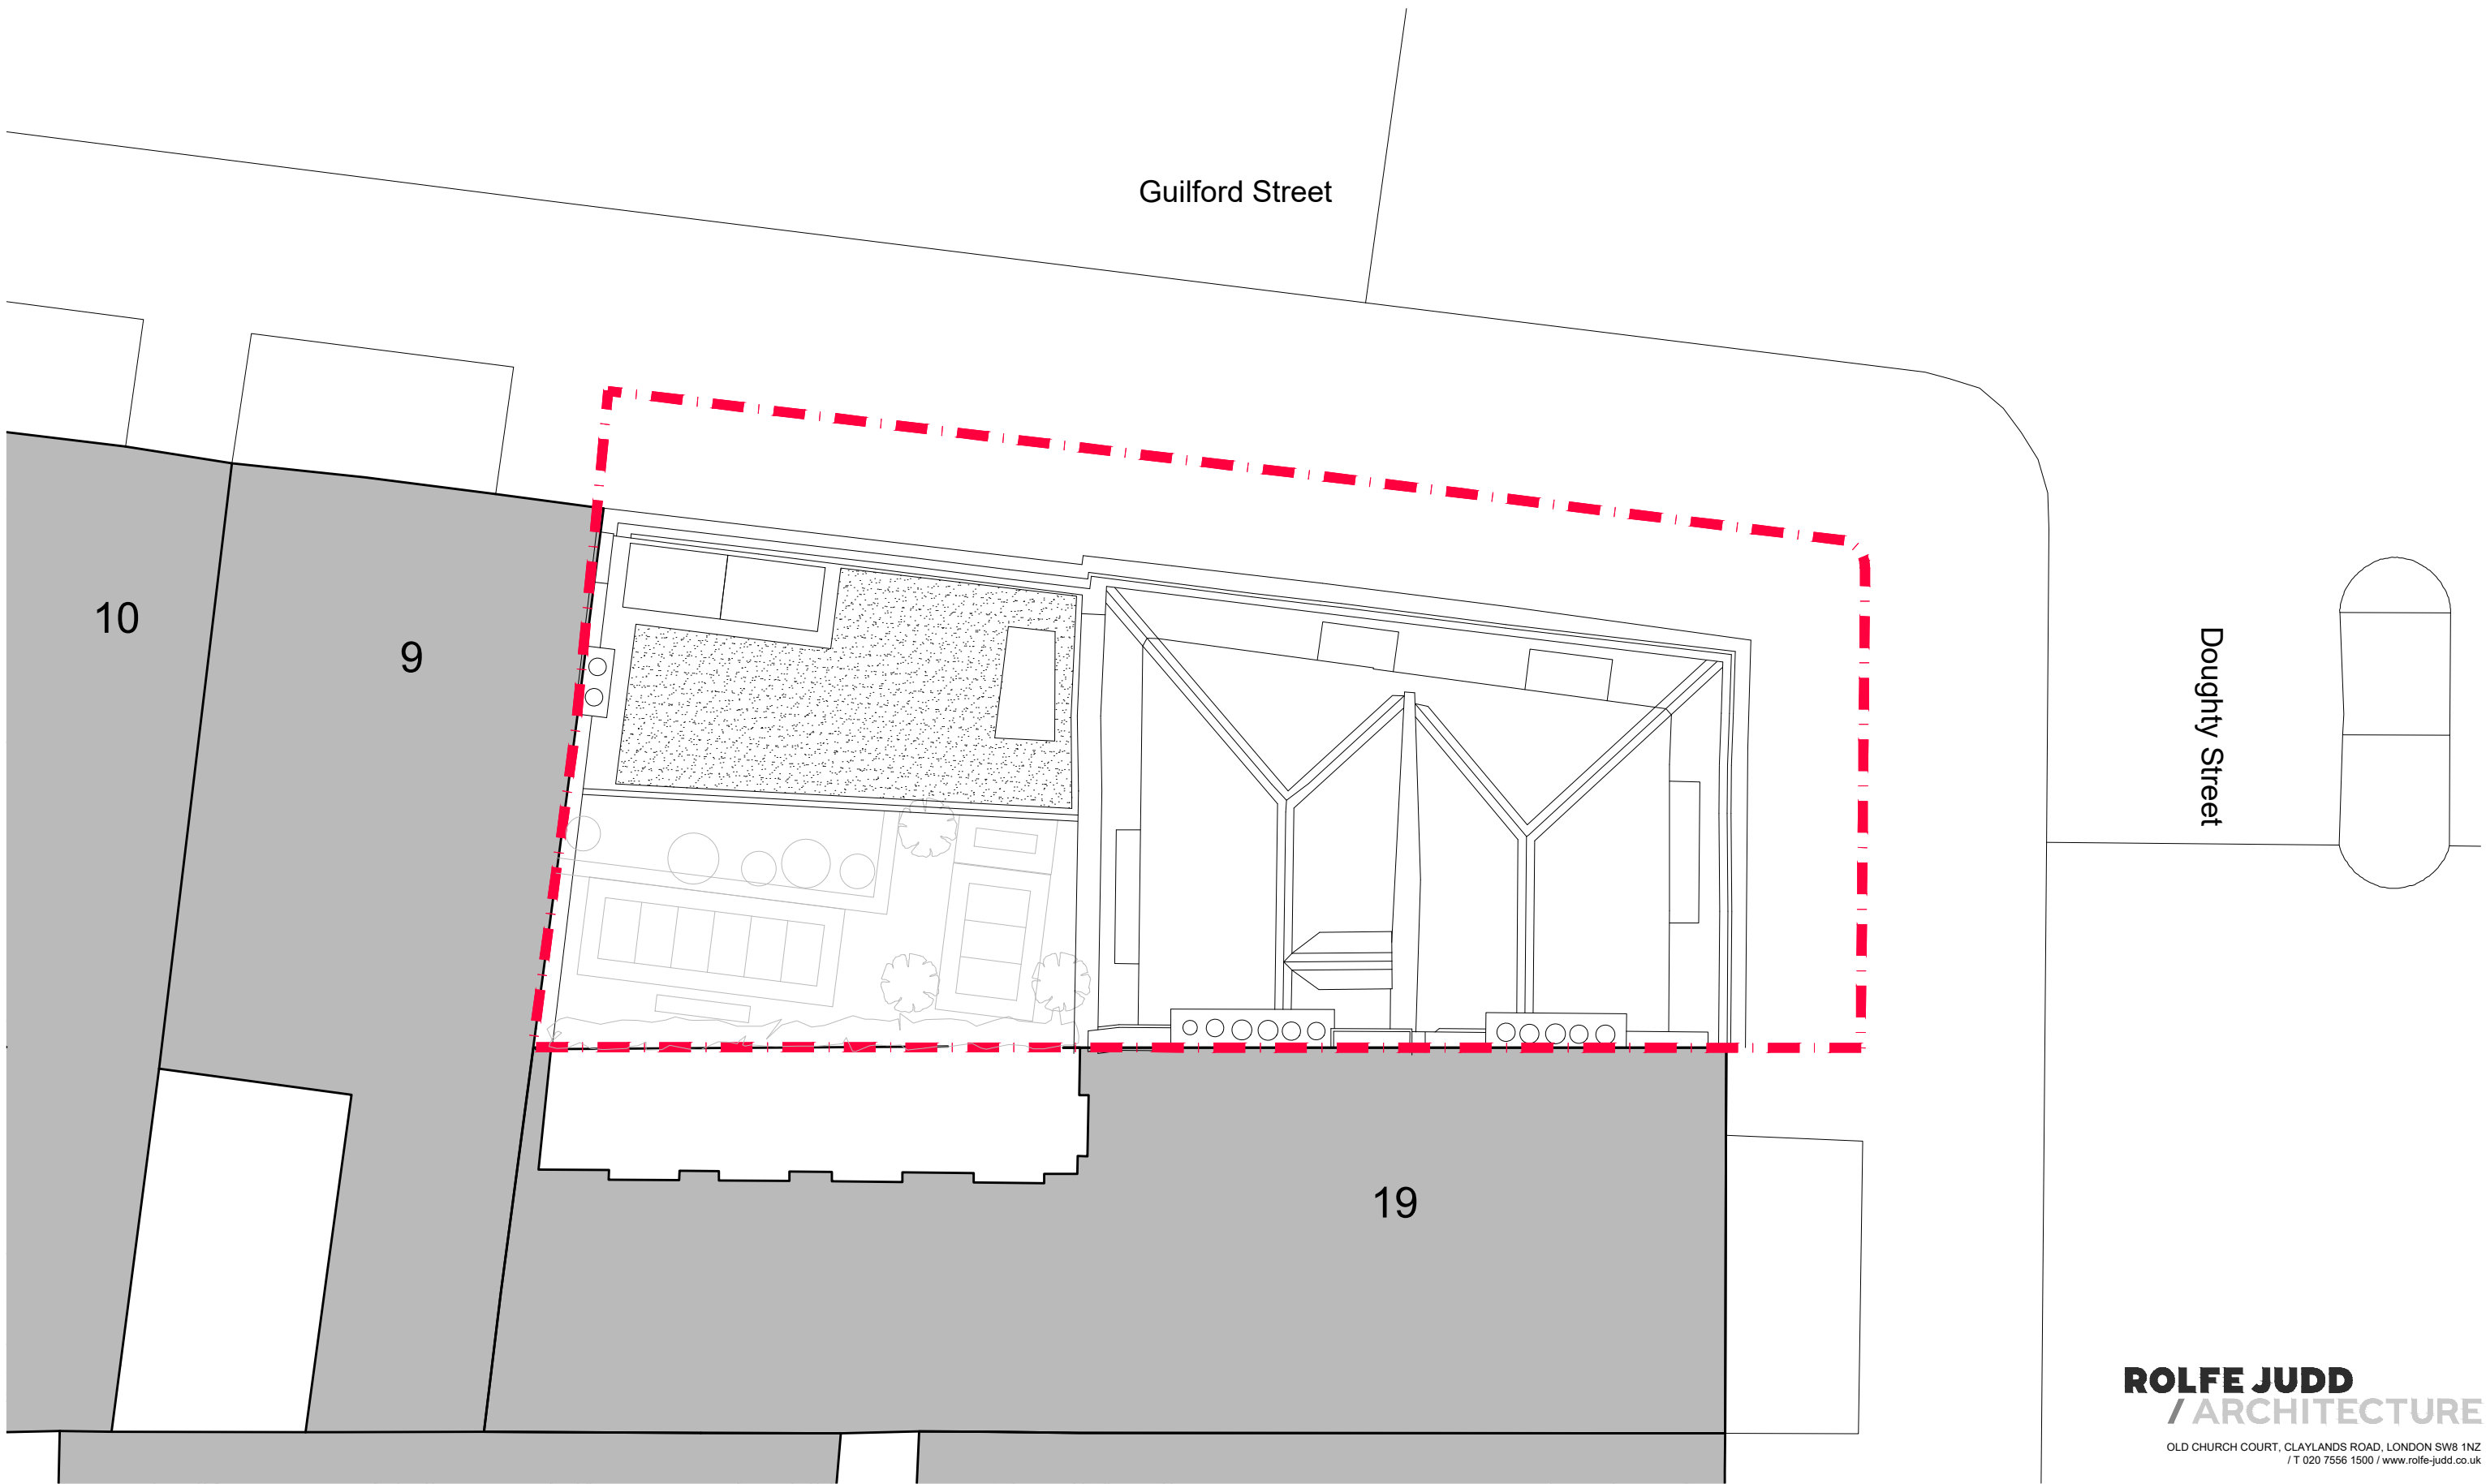 Guilford Street
10
9
Doughty Street
19
ROLFE JUDD
/ ARCHITECTURE
OLD CHURCH COURT, CLAYLANDS ROAD, LONDON SW8 1NZ
/ T 020 7556 1500 / www.rolfe-judd.co.uk